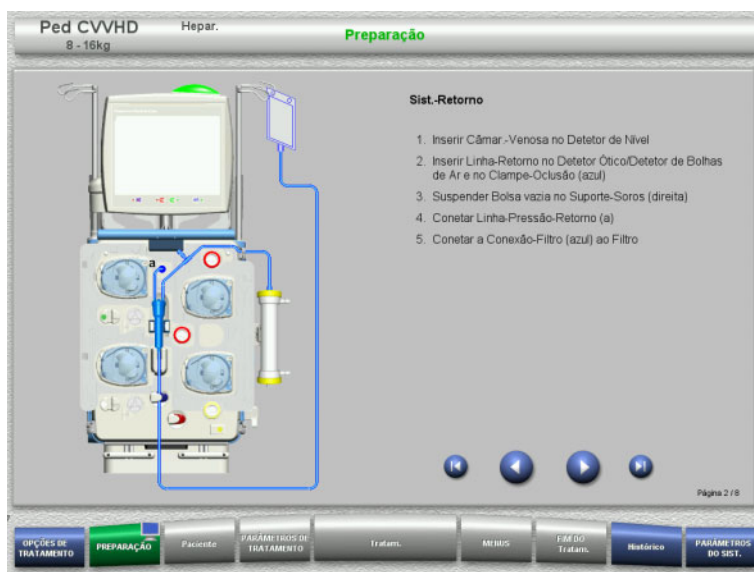 Ped CVVHD
Hepar.
8 - 16kg
Preparação
Sist.-Retorno
1. Inserir Câmar.-Venosa no Detetor de Nível
2. Inserir Linha-Retorno no Detetor Ótico/Detetor de Bolhas
de Ar e no Clampe-Oclusão (azul)
3. Suspender Bolsa vazia no Suporte-Soros (direita)
4. Conetar Linha-Pressão-Retorno (a)
5. Conetar a Conexão-Filtro (azul) ao Filtro
a
Página 2 / 8
OPÇÕES DE
TRATAMENTO
PREPARAÇÃO
Paciente
PARÂMETROS DE
TRATAMENTO
Tratam.
MENUS
FIM DO
Tratam.
Histórico
PARÂMETROS
DO SIST.